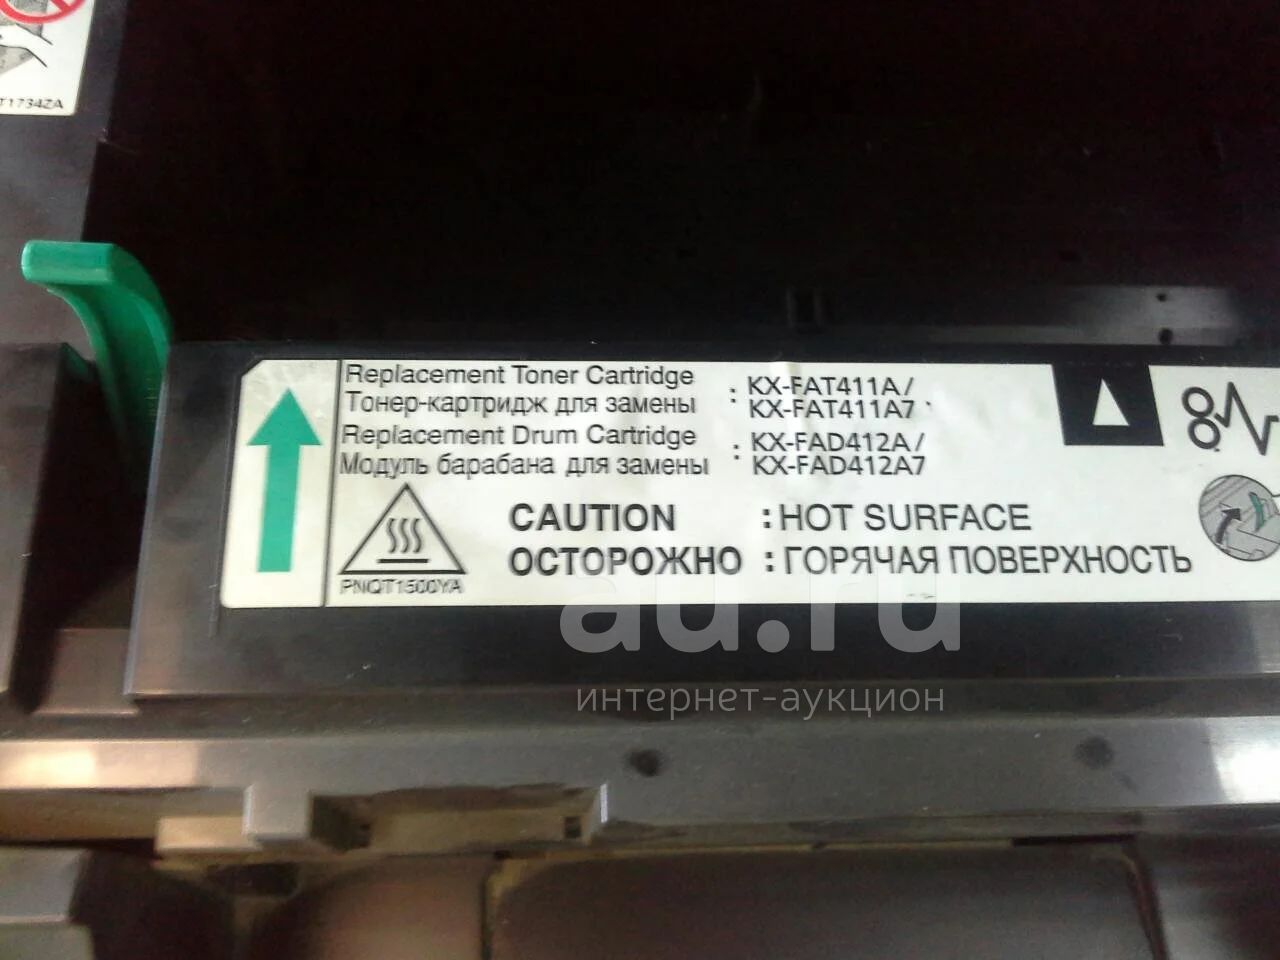 T1734ZA
Replacement Toner Cartridge : KX-FAT411A/
Тонер-картридж для замены KX-FAT411A7
Replacement Drum Cartridge : KX-FAD412A/
Модуль барабана для замены KX-FAD412A7
CAUTION : HOT SURFACE
ОСТОРОЖНО : ГОРЯЧАЯ ПОВЕРХНОСТЬ
PNQT1500YA
au.ru
интернет-аукцион